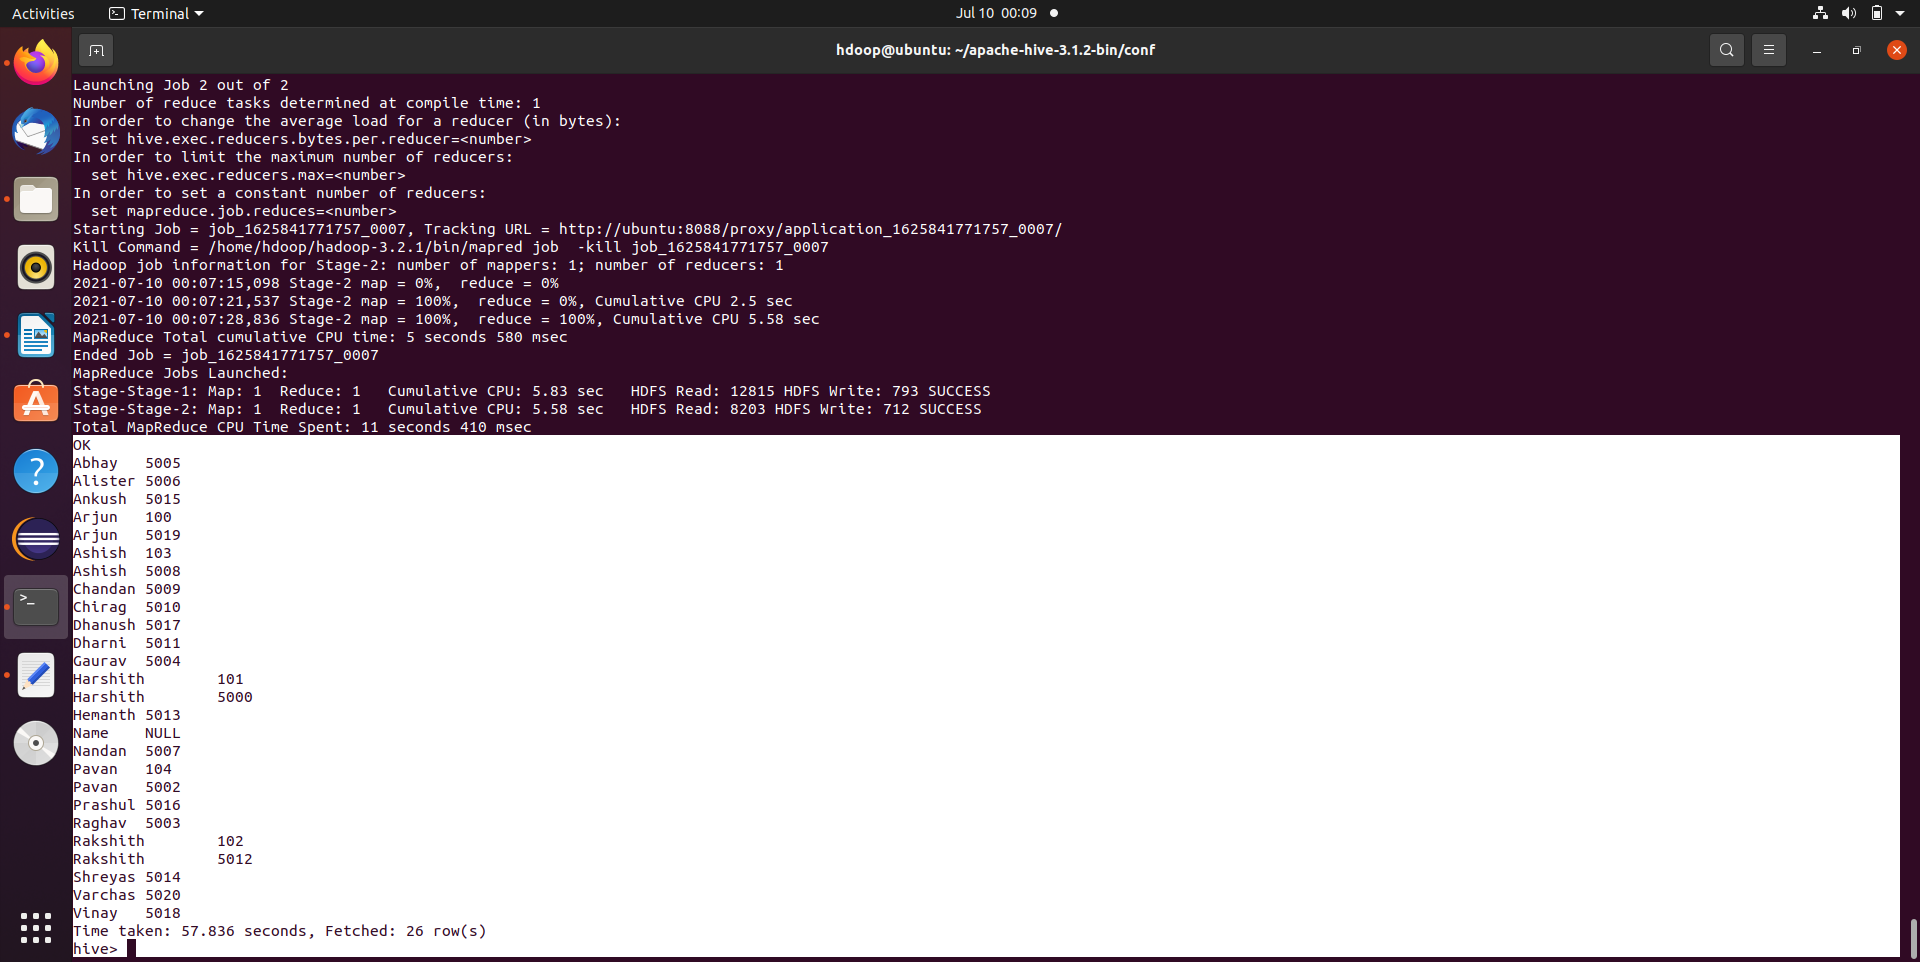 Activities Terminal Jul 10 00:09
hdoop@ubuntu: ~/apache-hive-3.1.2-bin/conf
Launching Job 2 out of 2
Number of reduce tasks determined at compile time: 1
In order to change the average load for a reducer (in bytes):
  set hive.exec.reducers.bytes.per.reducer=<number>
In order to limit the maximum number of reducers:
  set hive.exec.reducers.max=<number>
In order to set a constant number of reducers:
  set mapreduce.job.reduces=<number>
Starting Job = job_1625841771757_0007, Tracking URL = http://ubuntu:8088/proxy/application_1625841771757_0007/
Kill Command = /home/hdoop/hadoop-3.2.1/bin/mapred job  -kill job_1625841771757_0007
Hadoop job information for Stage-2: number of mappers: 1; number of reducers: 1
2021-07-10 00:07:15,098 Stage-2 map = 0%,  reduce = 0%
2021-07-10 00:07:21,537 Stage-2 map = 100%,  reduce = 0%, Cumulative CPU 2.5 sec
2021-07-10 00:07:28,836 Stage-2 map = 100%,  reduce = 100%, Cumulative CPU 5.58 sec
MapReduce Total cumulative CPU time: 5 seconds 580 msec
Ended Job = job_1625841771757_0007
MapReduce Jobs Launched:
Stage-Stage-1: Map: 1  Reduce: 1   Cumulative CPU: 5.83 sec   HDFS Read: 12815 HDFS Write: 793 SUCCESS
Stage-Stage-2: Map: 1  Reduce: 1   Cumulative CPU: 5.58 sec   HDFS Read: 8203 HDFS Write: 712 SUCCESS
Total MapReduce CPU Time Spent: 11 seconds 410 msec
OK
Abhay   5005
Alister 5006
Ankush  5015
Arjun   100
Arjun   5019
Ashish  103
Ashish  5008
Chandan 5009
Chirag  5010
Dhanush 5017
Dharni  5011
Gaurav  5004
Harshith        101
Harshith        5000
Hemanth 5013
Name    NULL
Nandan  5007
Pavan   104
Pavan   5002
Prashul 5016
Raghav  5003
Rakshith        102
Rakshith        5012
Shreyas 5014
Varchas 5020
Vinay   5018
Time taken: 57.836 seconds, Fetched: 26 row(s)
hive>